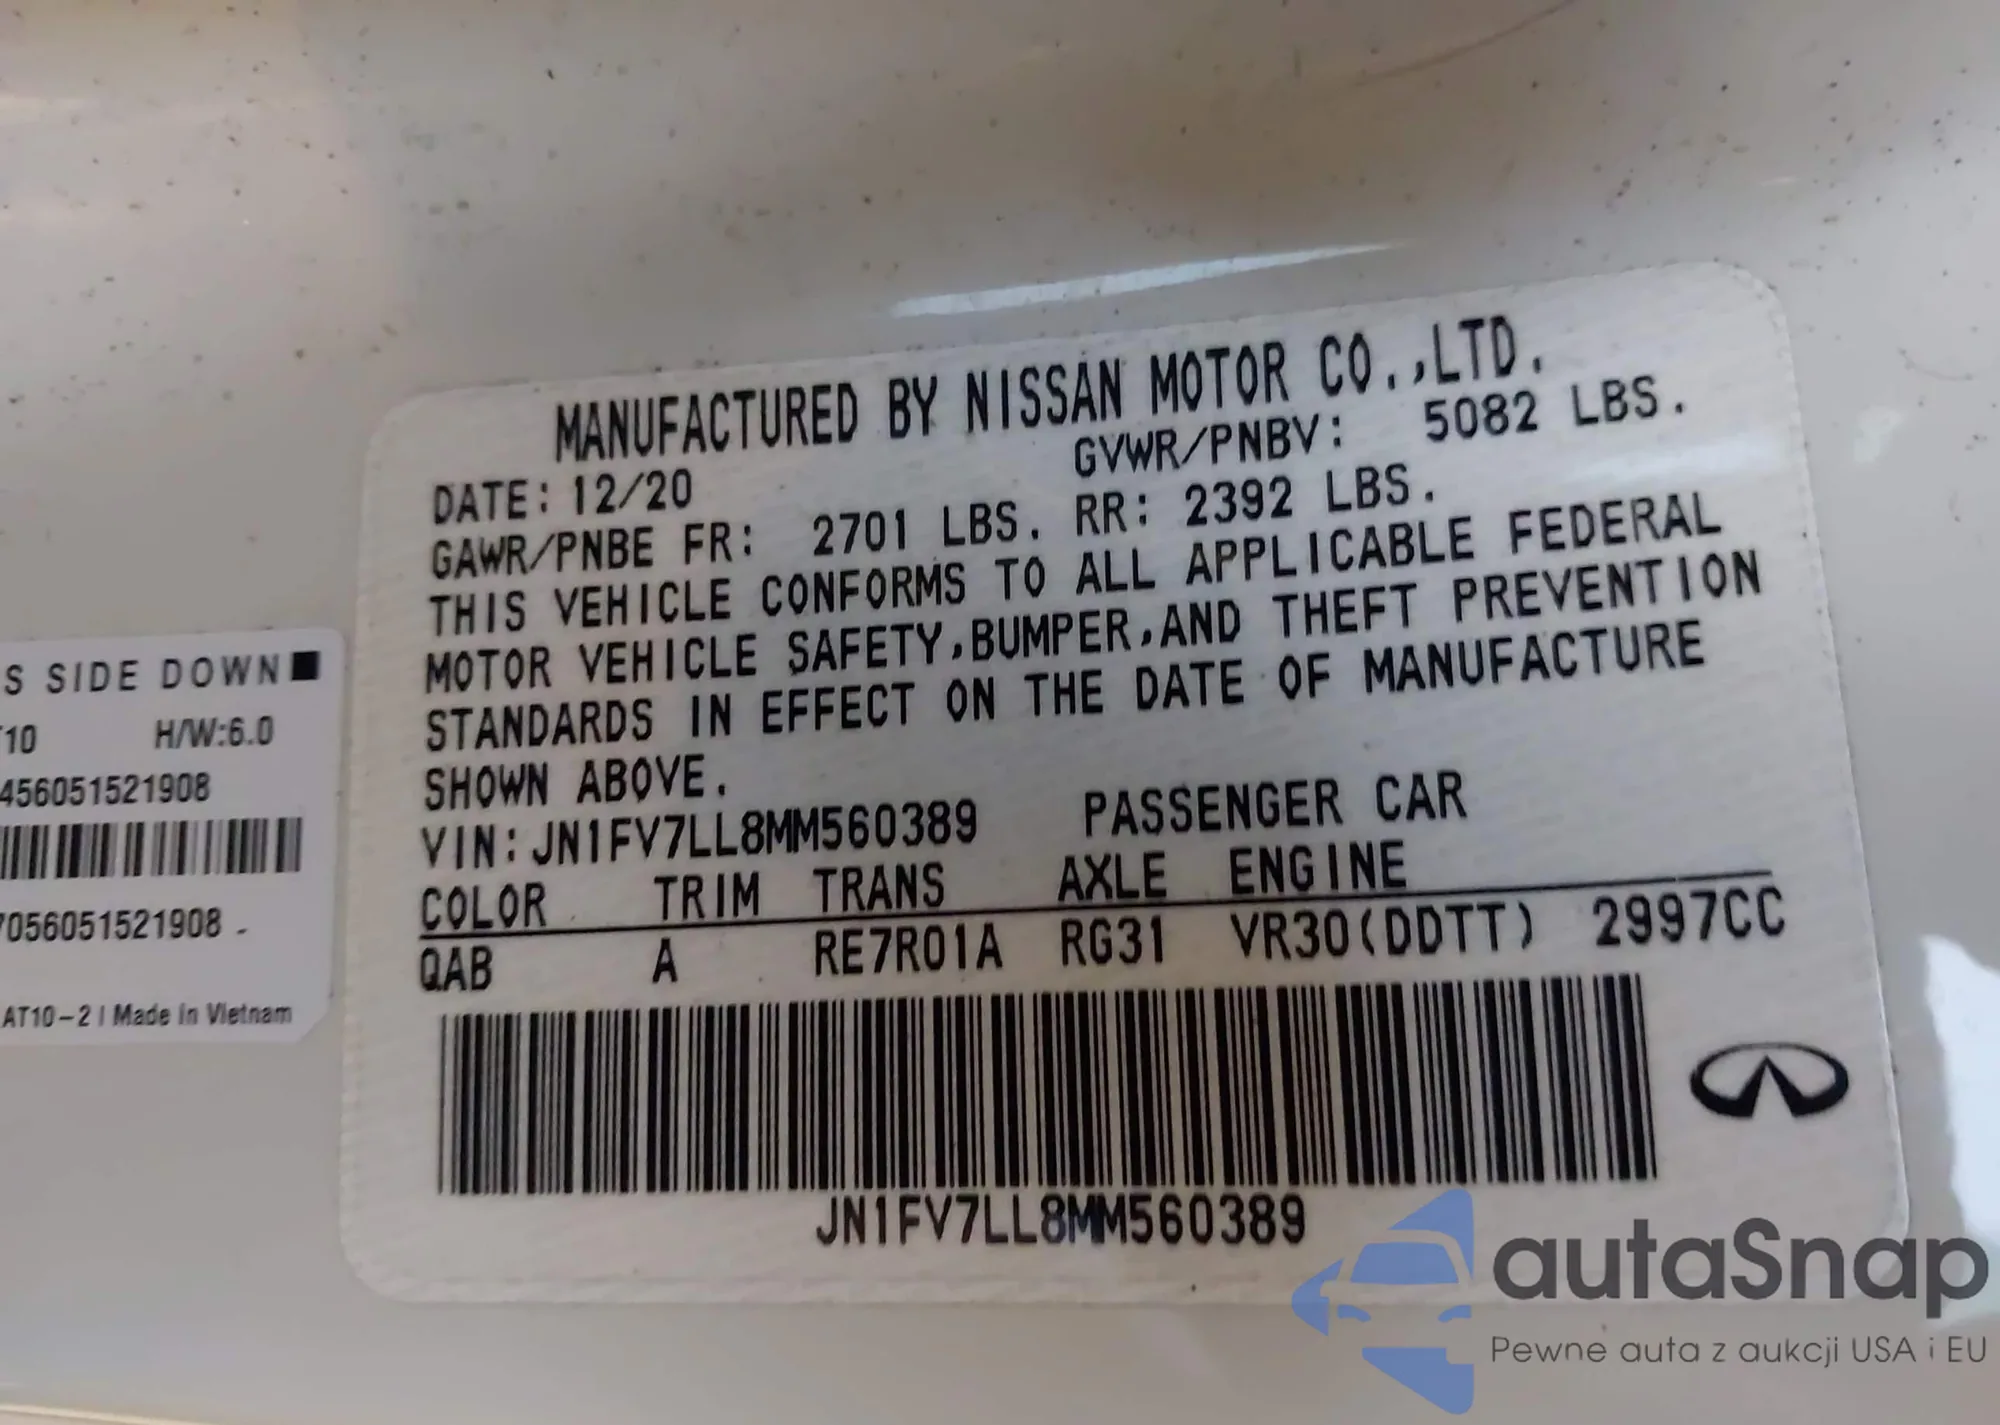 MANUFACTURED BY NISSAN MOTOR CO.,LTD.
DATE: 12/20 GVWR/PNBV: 5082 LBS.
GAWR/PNBE FR: 2701 LBS. RR: 2392 LBS.
THIS VEHICLE CONFORMS TO ALL APPLICABLE FEDERAL
MOTOR VEHICLE SAFETY,BUMPER,AND THEFT PREVENTION
STANDARDS IN EFFECT ON THE DATE OF MANUFACTURE
SHOWN ABOVE.
VIN:JN1FV7LL8MM560389 PASSENGER CAR
COLOR TRIM TRANS AXLE ENGINE
QAB A RE7R01A RG31 VR30(DDTT) 2997CC
JN1FV7LL8MM560389
S SIDE DOWN
T10 H/W:6.0
456051521908
7056051521908 -
AT10-2 | Made in Vietnam
autaSnap
Pewne auta z aukcji USA i EU